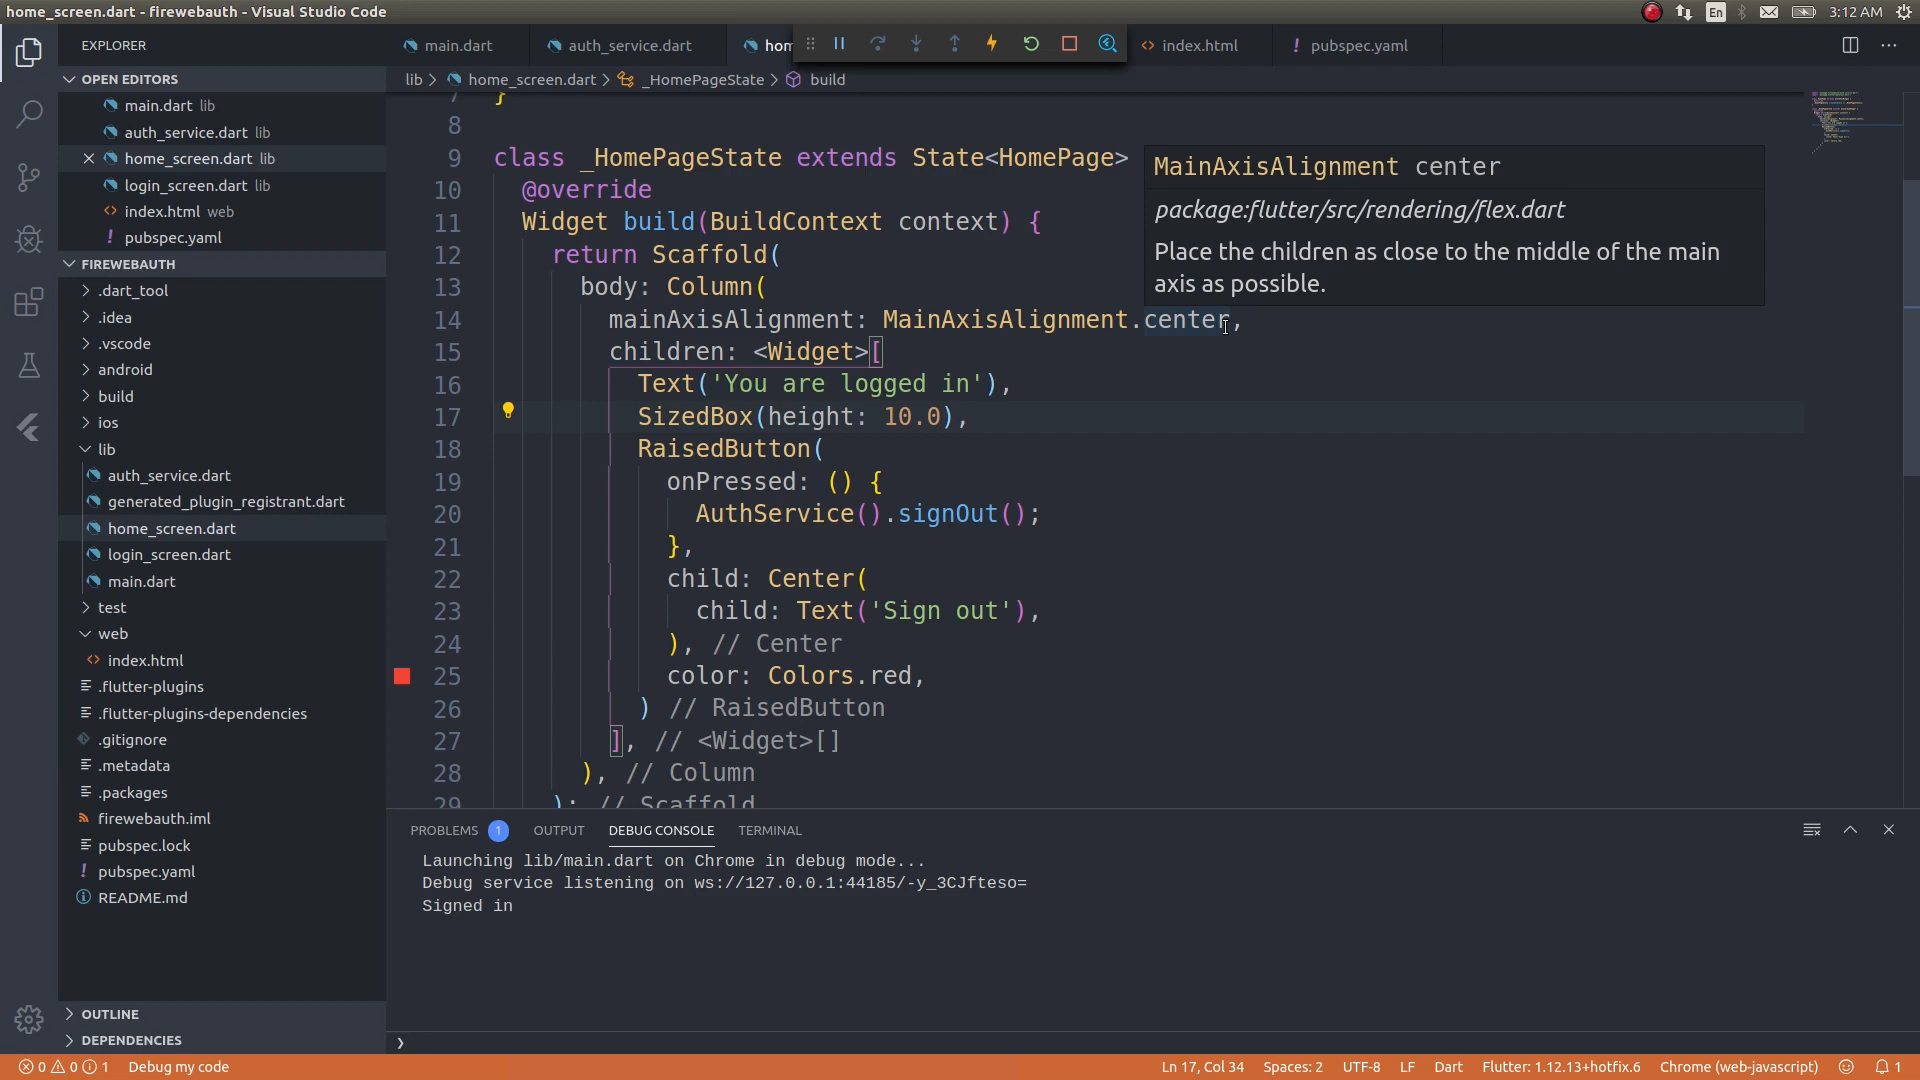 home_screen.dart - firewebauth - Visual Studio Code
En
3:12 AM
EXPLORER
main.dart
auth_service.dart
hom
index.html
! pubspec.yaml
OPEN EDITORS
main.dart lib
auth_service.dart lib
home_screen.dart lib
login_screen.dart lib
index.html web
! pubspec.yaml
FIREWEBAUTH
.dart_tool
.idea
.vscode
android
build
ios
lib
auth_service.dart
generated_plugin_registrant.dart
home_screen.dart
login_screen.dart
main.dart
test
web
index.html
.flutter-plugins
.flutter-plugins-dependencies
.gitignore
.metadata
.packages
firewebauth.iml
pubspec.lock
! pubspec.yaml
README.md
OUTLINE
DEPENDENCIES
lib > home_screen.dart > _HomePageState > build
7 }
8
9 class _HomePageState extends State<HomePage>
10 @override
11 Widget build(BuildContext context) {
12 return Scaffold(
13 body: Column(
14 mainAxisAlignment: MainAxisAlignment.center,
15 children: <Widget>[
16 Text('You are logged in'),
17 SizedBox(height: 10.0),
18 RaisedButton(
19 onPressed: () {
20 AuthService().signOut();
21 },
22 child: Center(
23 child: Text('Sign out'),
24 ), // Center
25 color: Colors.red,
26 ) // RaisedButton
27 ], // <Widget>[]
28 ), // Column
29 ); // Scaffold
MainAxisAlignment center
package:flutter/src/rendering/flex.dart
Place the children as close to the middle of the main
axis as possible.
PROBLEMS 1 OUTPUT DEBUG CONSOLE TERMINAL
Launching lib/main.dart on Chrome in debug mode...
Debug service listening on ws://127.0.0.1:44185/-y_3CJfteso=
Signed in
0 0 1 Debug my code
Ln 17, Col 34 Spaces: 2 UTF-8 LF Dart Flutter: 1.12.13+hotfix.6 Chrome (web-javascript) 1